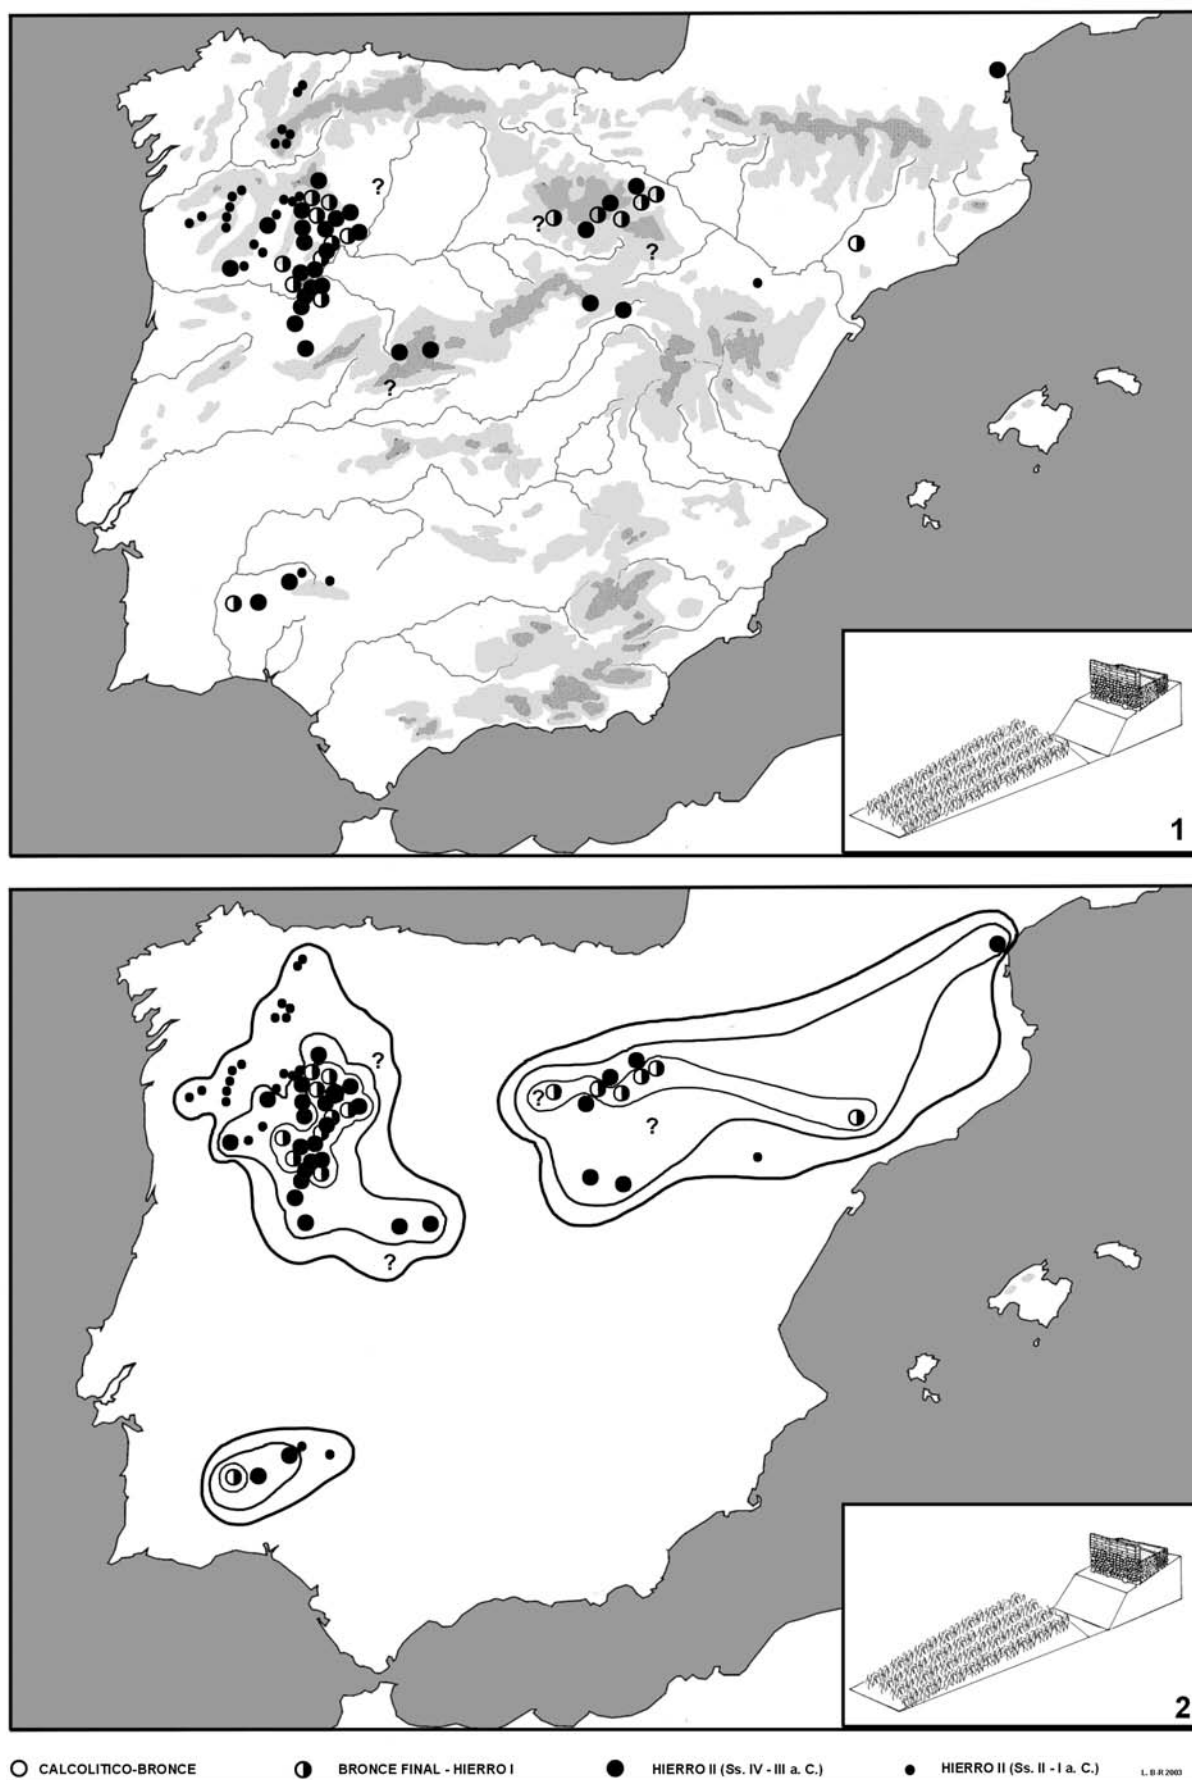 ?
?
?
?
1
?
?
?
?
2
CALCOLITICO-BRONCE
BRONCE FINAL - HIERRO I
HIERRO II (Ss. IV - III a. C.)
HIERRO II (Ss. II - I a. C.)
L. B-R 2003